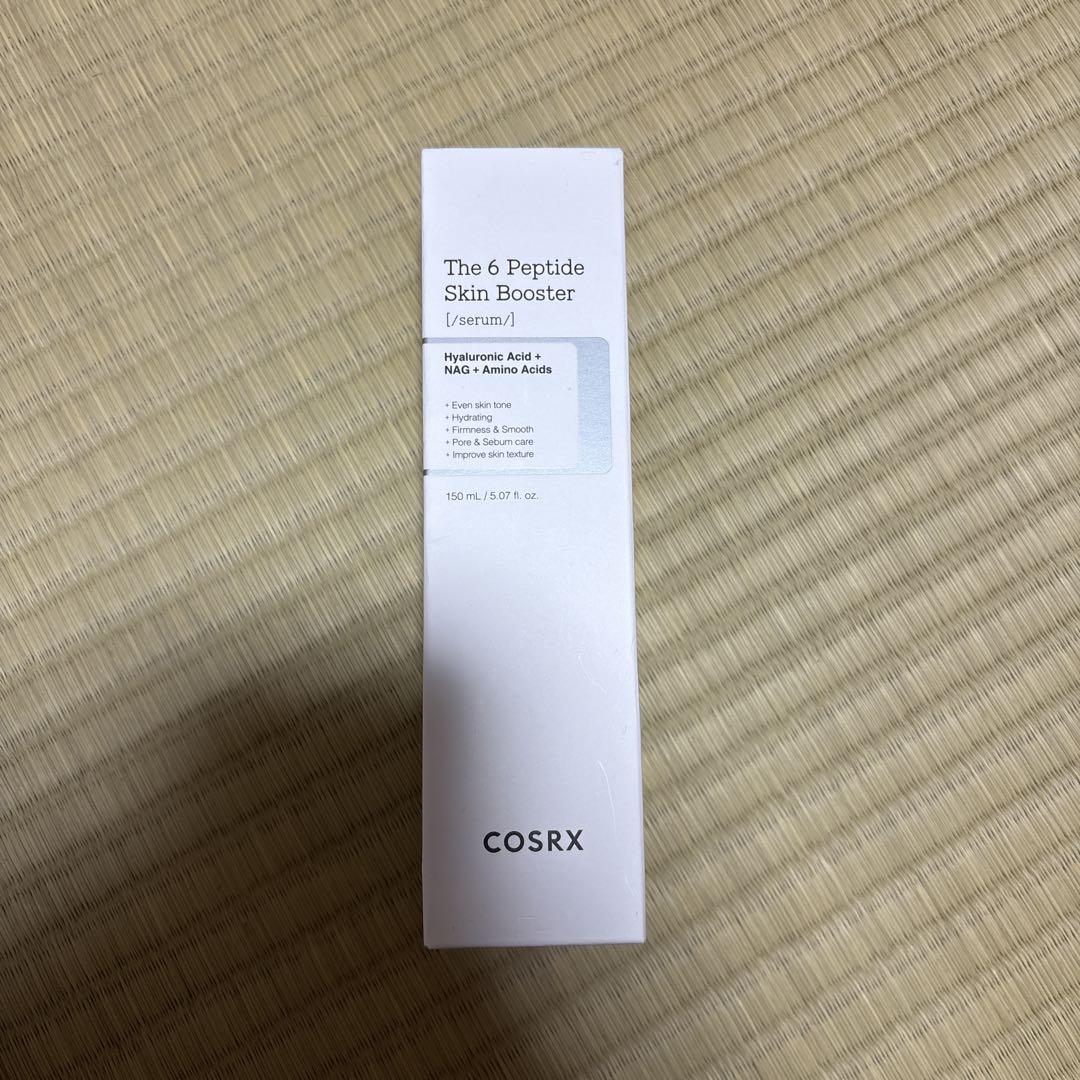 The 6 Peptide
Skin Booster
[/serum/]
Hyaluronic Acid +
NAG + Amino Acids
+ Even skin tone
+ Hydrating
+ Firmness & Smooth
+ Pore & Sebum care
+ Improve skin texture
150 mL / 5.07 fl. oz.
COSRX